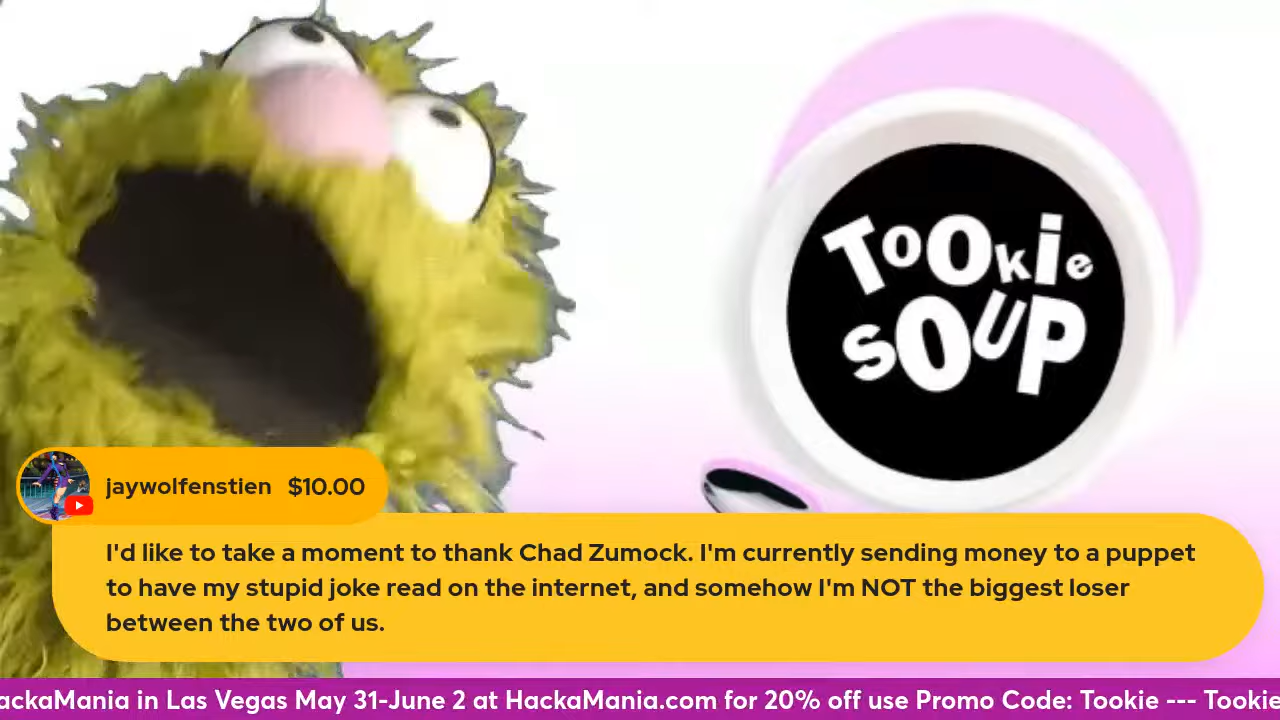 TOOKie
SOUP
jaywolfenstien $10.00
I'd like to take a moment to thank Chad Zumock. I'm currently sending money to a puppet
to have my stupid joke read on the internet, and somehow I'm NOT the biggest loser
between the two of us.
ackaMania in Las Vegas May 31-June 2 at HackaMania.com for 20% off use Promo Code: Tookie --- Tookie